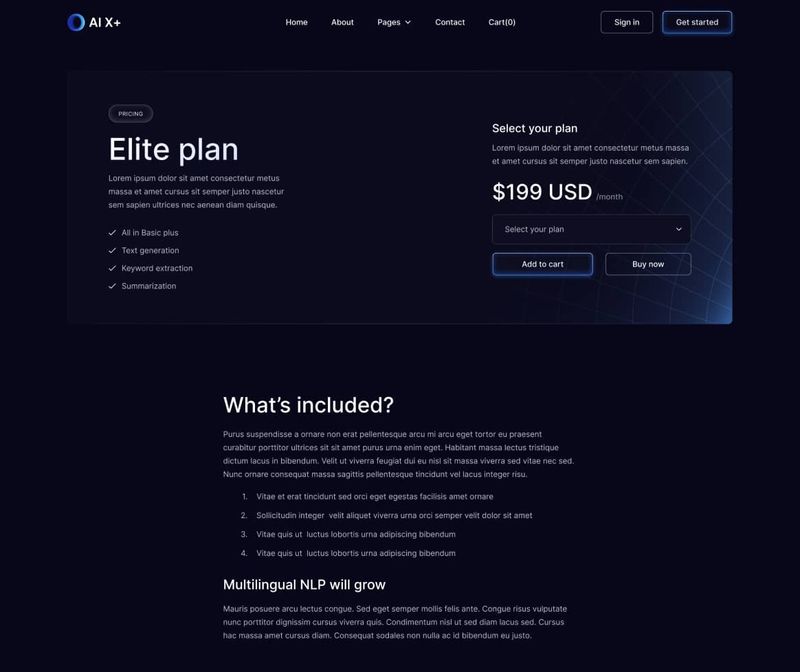 AI X+
Home About Pages Contact Cart(0) Sign in Get started
PRICING
Elite plan
Lorem ipsum dolor sit amet consectetur metus
massa et amet cursus sit semper justo nascetur
sem sapien ultrices nec aenean diam quisque.
All in Basic plus
Text generation
Keyword extraction
Summarization
Select your plan
Lorem ipsum dolor sit amet consectetur metus massa
et amet cursus sit semper justo nascetur sem sapien.
$199 USD /month
Select your plan
Add to cart Buy now
What’s included?
Purus suspendisse a ornare non erat pellentesque arcu mi arcu eget tortor eu praesent
curabitur porttitor ultrices sit sit amet purus urna enim eget. Habitant massa lectus tristique
dictum lacus in bibendum. Velit ut viverra feugiat dui eu nisl sit massa viverra sed vitae nec sed.
Nunc ornare consequat massa sagittis pellentesque tincidunt vel lacus integer risu.
1. Vitae et erat tincidunt sed orci eget egestas facilisis amet ornare
2. Sollicitudin integer velit aliquet viverra urna orci semper velit dolor sit amet
3. Vitae quis ut luctus lobortis urna adipiscing bibendum
4. Vitae quis ut luctus lobortis urna adipiscing bibendum
Multilingual NLP will grow
Mauris posuere arcu lectus congue. Sed eget semper mollis felis ante. Congue risus vulputate
nunc porttitor dignissim cursus viverra quis. Condimentum nisl ut sed diam lacus sed. Cursus
hac massa amet cursus diam. Consequat sodales non nulla ac id bibendum eu justo.